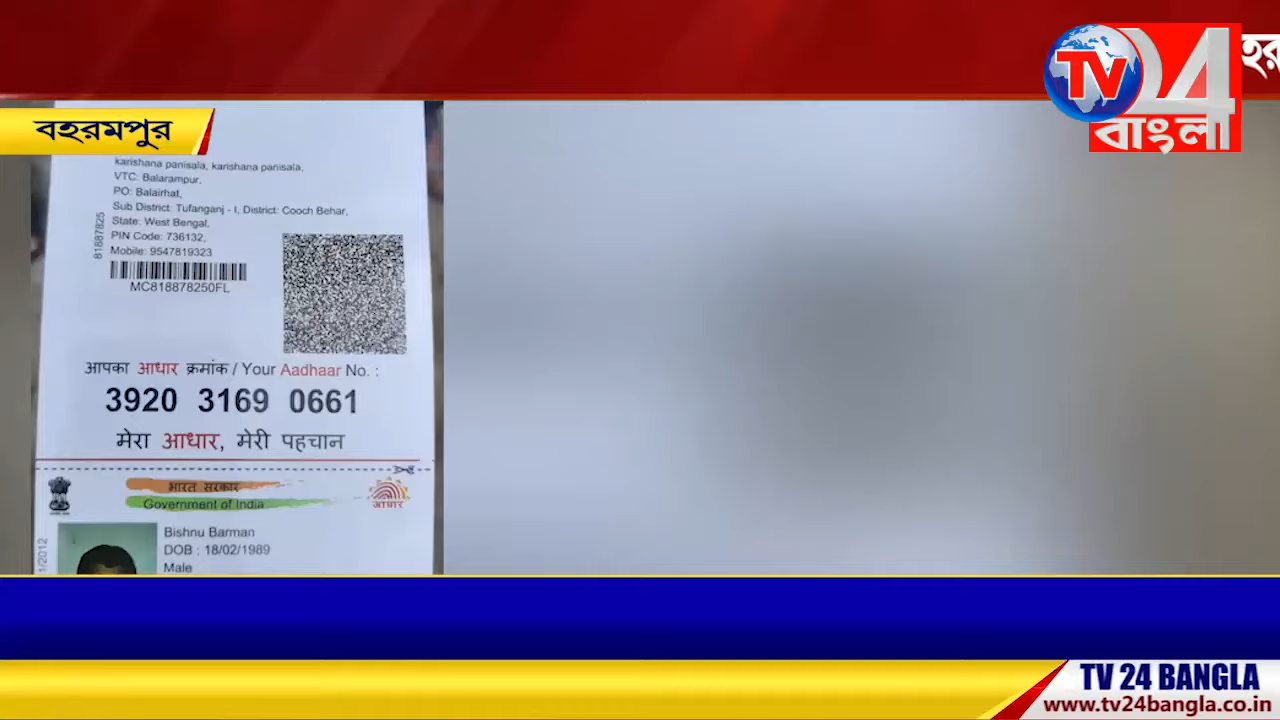 হর
TV 24
বাংলা
বহরমপুর
karishana panisala, karishana panisala,
VTC: Balarampur,
PO: Balairhat,
Sub District: Tufanganj - I, District: Cooch Behar,
State: West Bengal,
PIN Code: 736132,
Mobile: 9547819323
81887825
MC818878250FL
आपका आधार क्रमांक / Your Aadhaar No. :
3920 3169 0661
मेरा आधार, मेरी पहचान
भारत सरकार
Government of India
आधार
Bishnu Barman
DOB : 18/02/1989
Male
1/2012
TV 24 BANGLA
www.tv24bangla.co.in